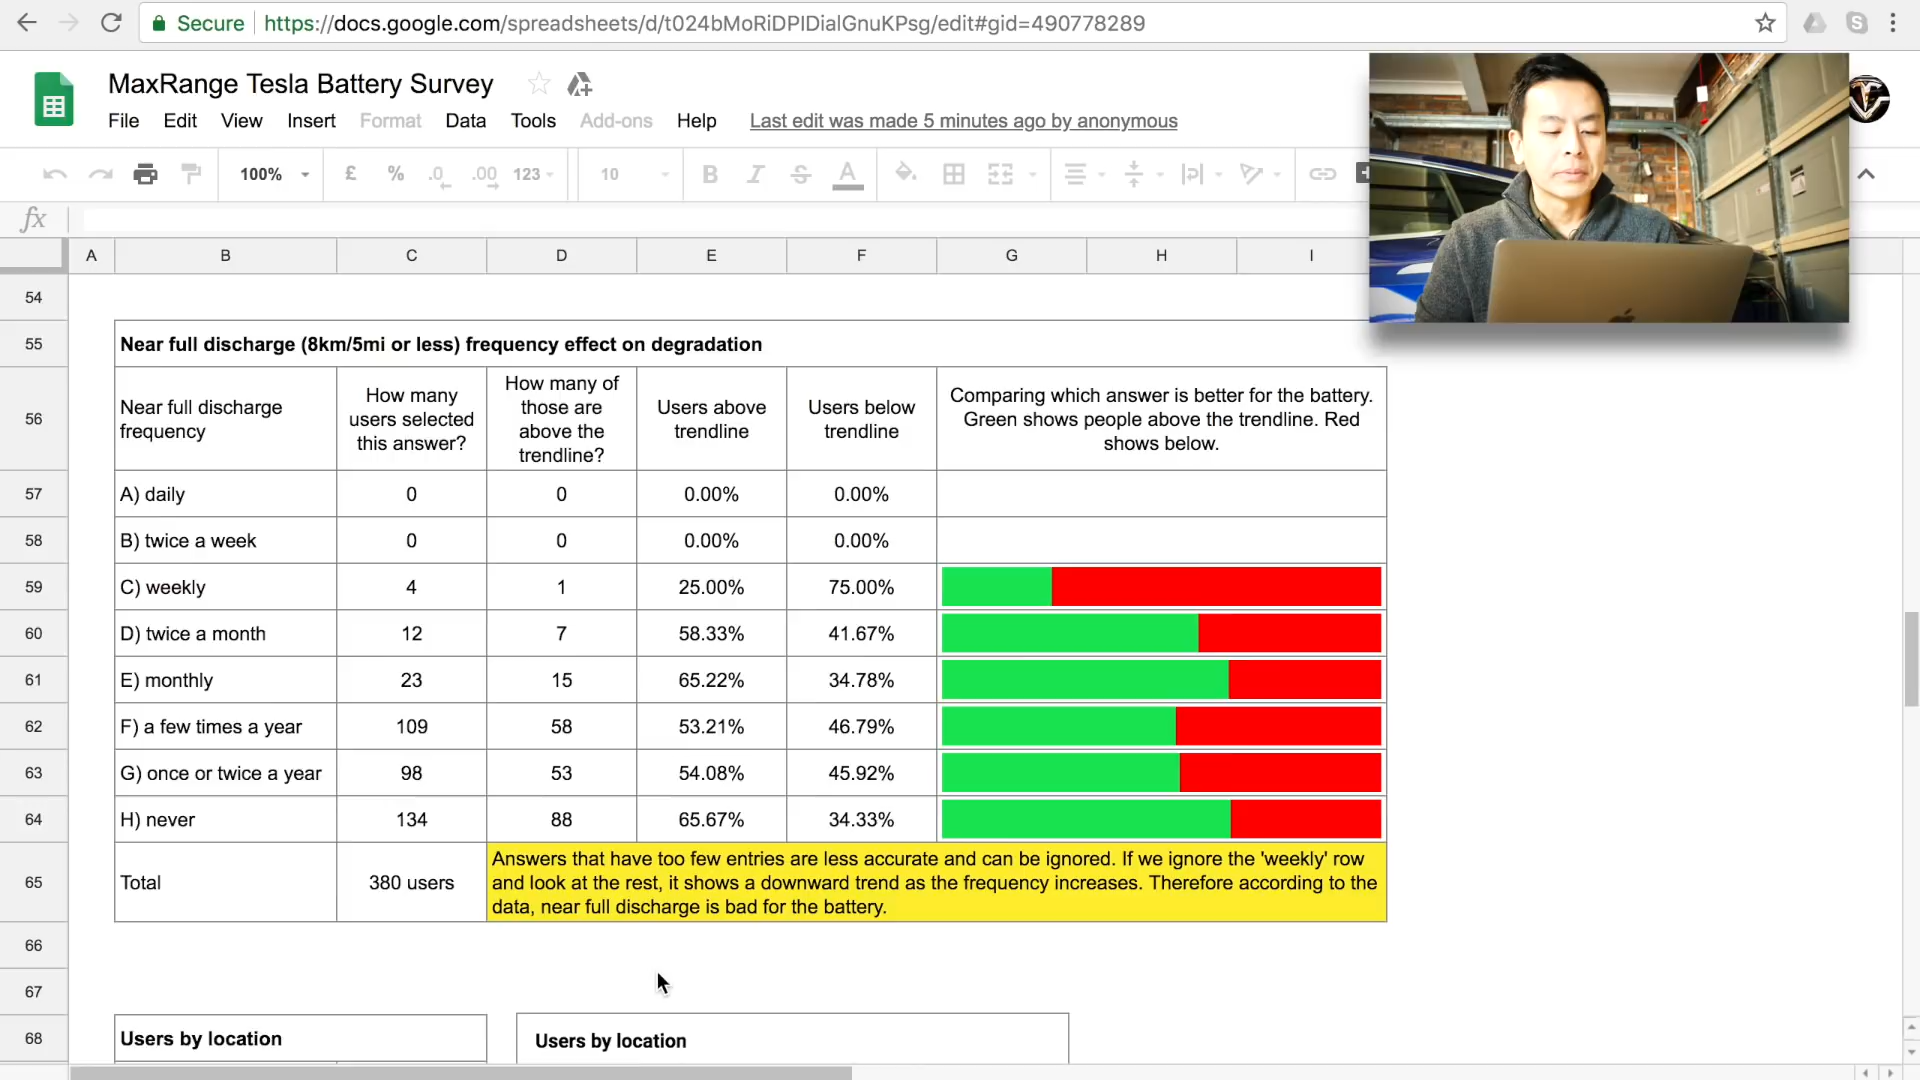 Secure https://docs.google.com/spreadsheets/d/t024bMoRiDPlDialGnuKPsg/edit#gid=490778289
MaxRange Tesla Battery Survey
File Edit View Insert Format Data Tools Add-ons Help Last edit was made 5 minutes ago by anonymous
100% £ % .0 .00 123 10 B I S A
fx
A B C D E F G H I
54
55 Near full discharge (8km/5mi or less) frequency effect on degradation
56
Near full discharge
frequency
How many
users selected
this answer?
How many of
those are
above the
trendline?
Users above
trendline
Users below
trendline
Comparing which answer is better for the battery.
Green shows people above the trendline. Red
shows below.
57 A) daily 0 0 0.00% 0.00%
58 B) twice a week 0 0 0.00% 0.00%
59 C) weekly 4 1 25.00% 75.00%
60 D) twice a month 12 7 58.33% 41.67%
61 E) monthly 23 15 65.22% 34.78%
62 F) a few times a year 109 58 53.21% 46.79%
63 G) once or twice a year 98 53 54.08% 45.92%
64 H) never 134 88 65.67% 34.33%
65 Total 380 users
Answers that have too few entries are less accurate and can be ignored. If we ignore the 'weekly' row
and look at the rest, it shows a downward trend as the frequency increases. Therefore according to the
data, near full discharge is bad for the battery.
66
67
68 Users by location Users by location